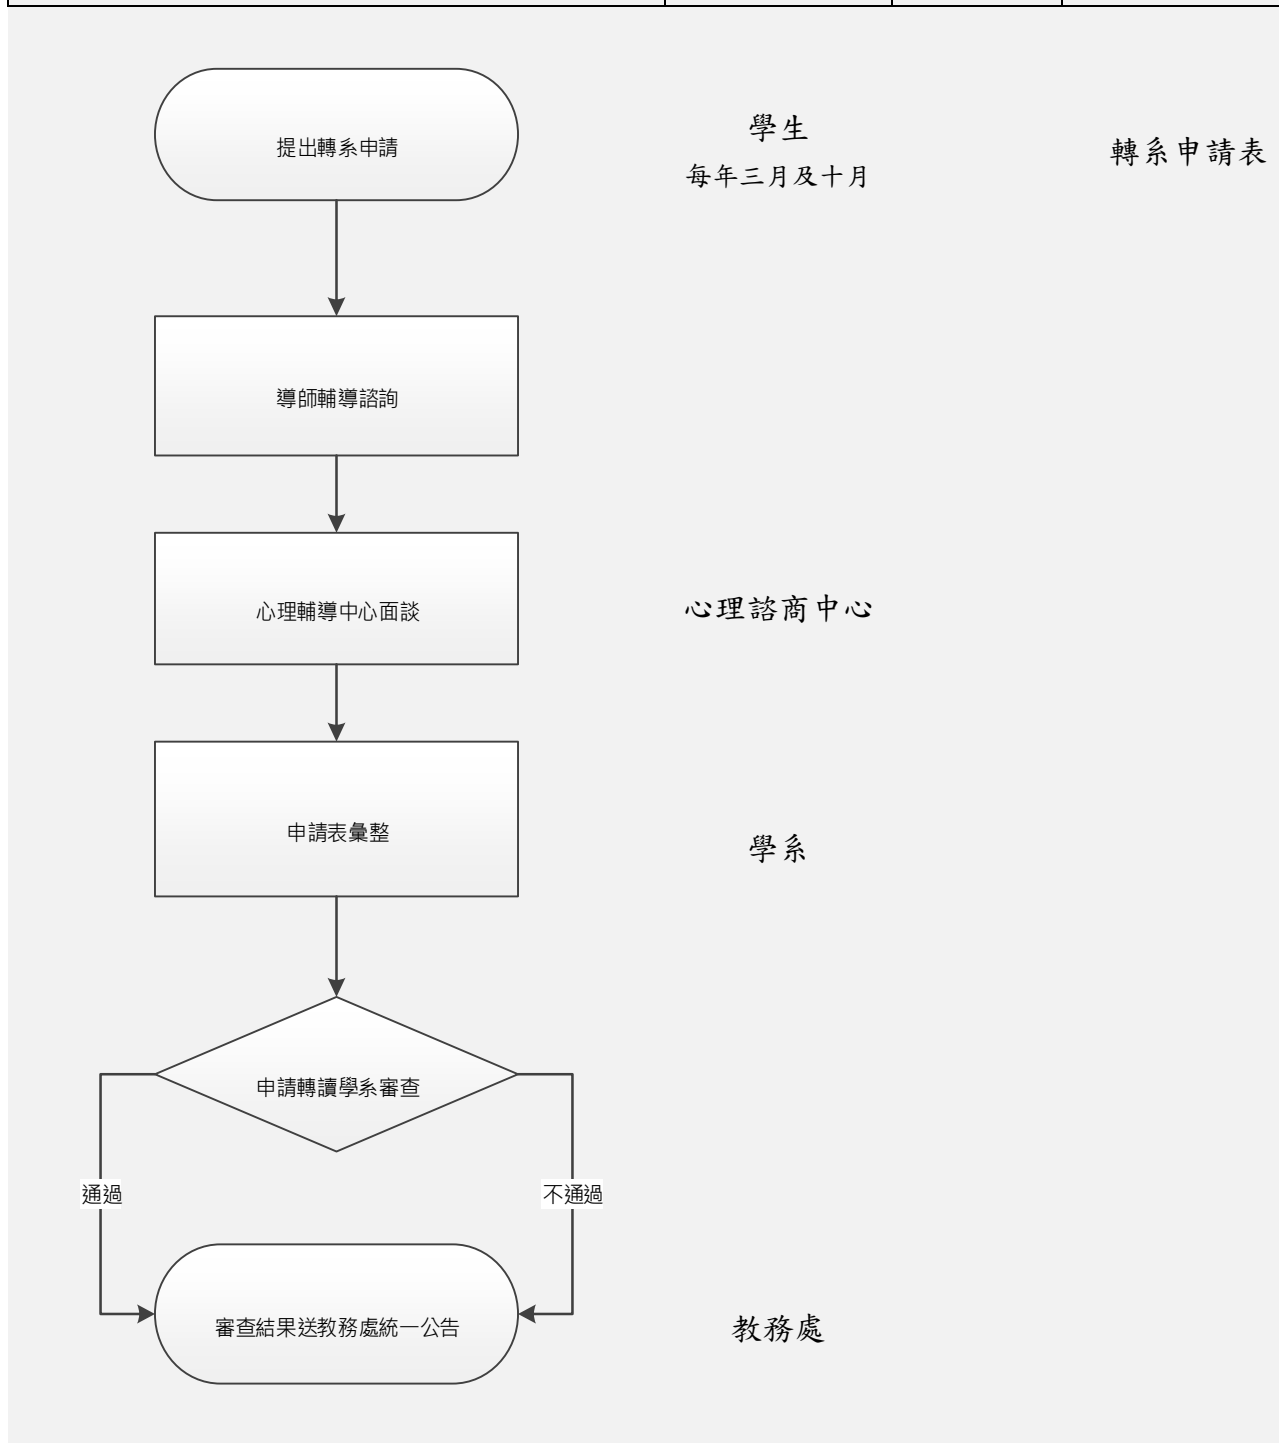 提出轉系申請
學生
每年三月及十月
轉系申請表
導師輔導諮詢
心理輔導中心面談
心理諮商中心
申請表彙整
學系
申請轉讀學系審查
通過
不通過
審查結果送教務處統一公告
教務處